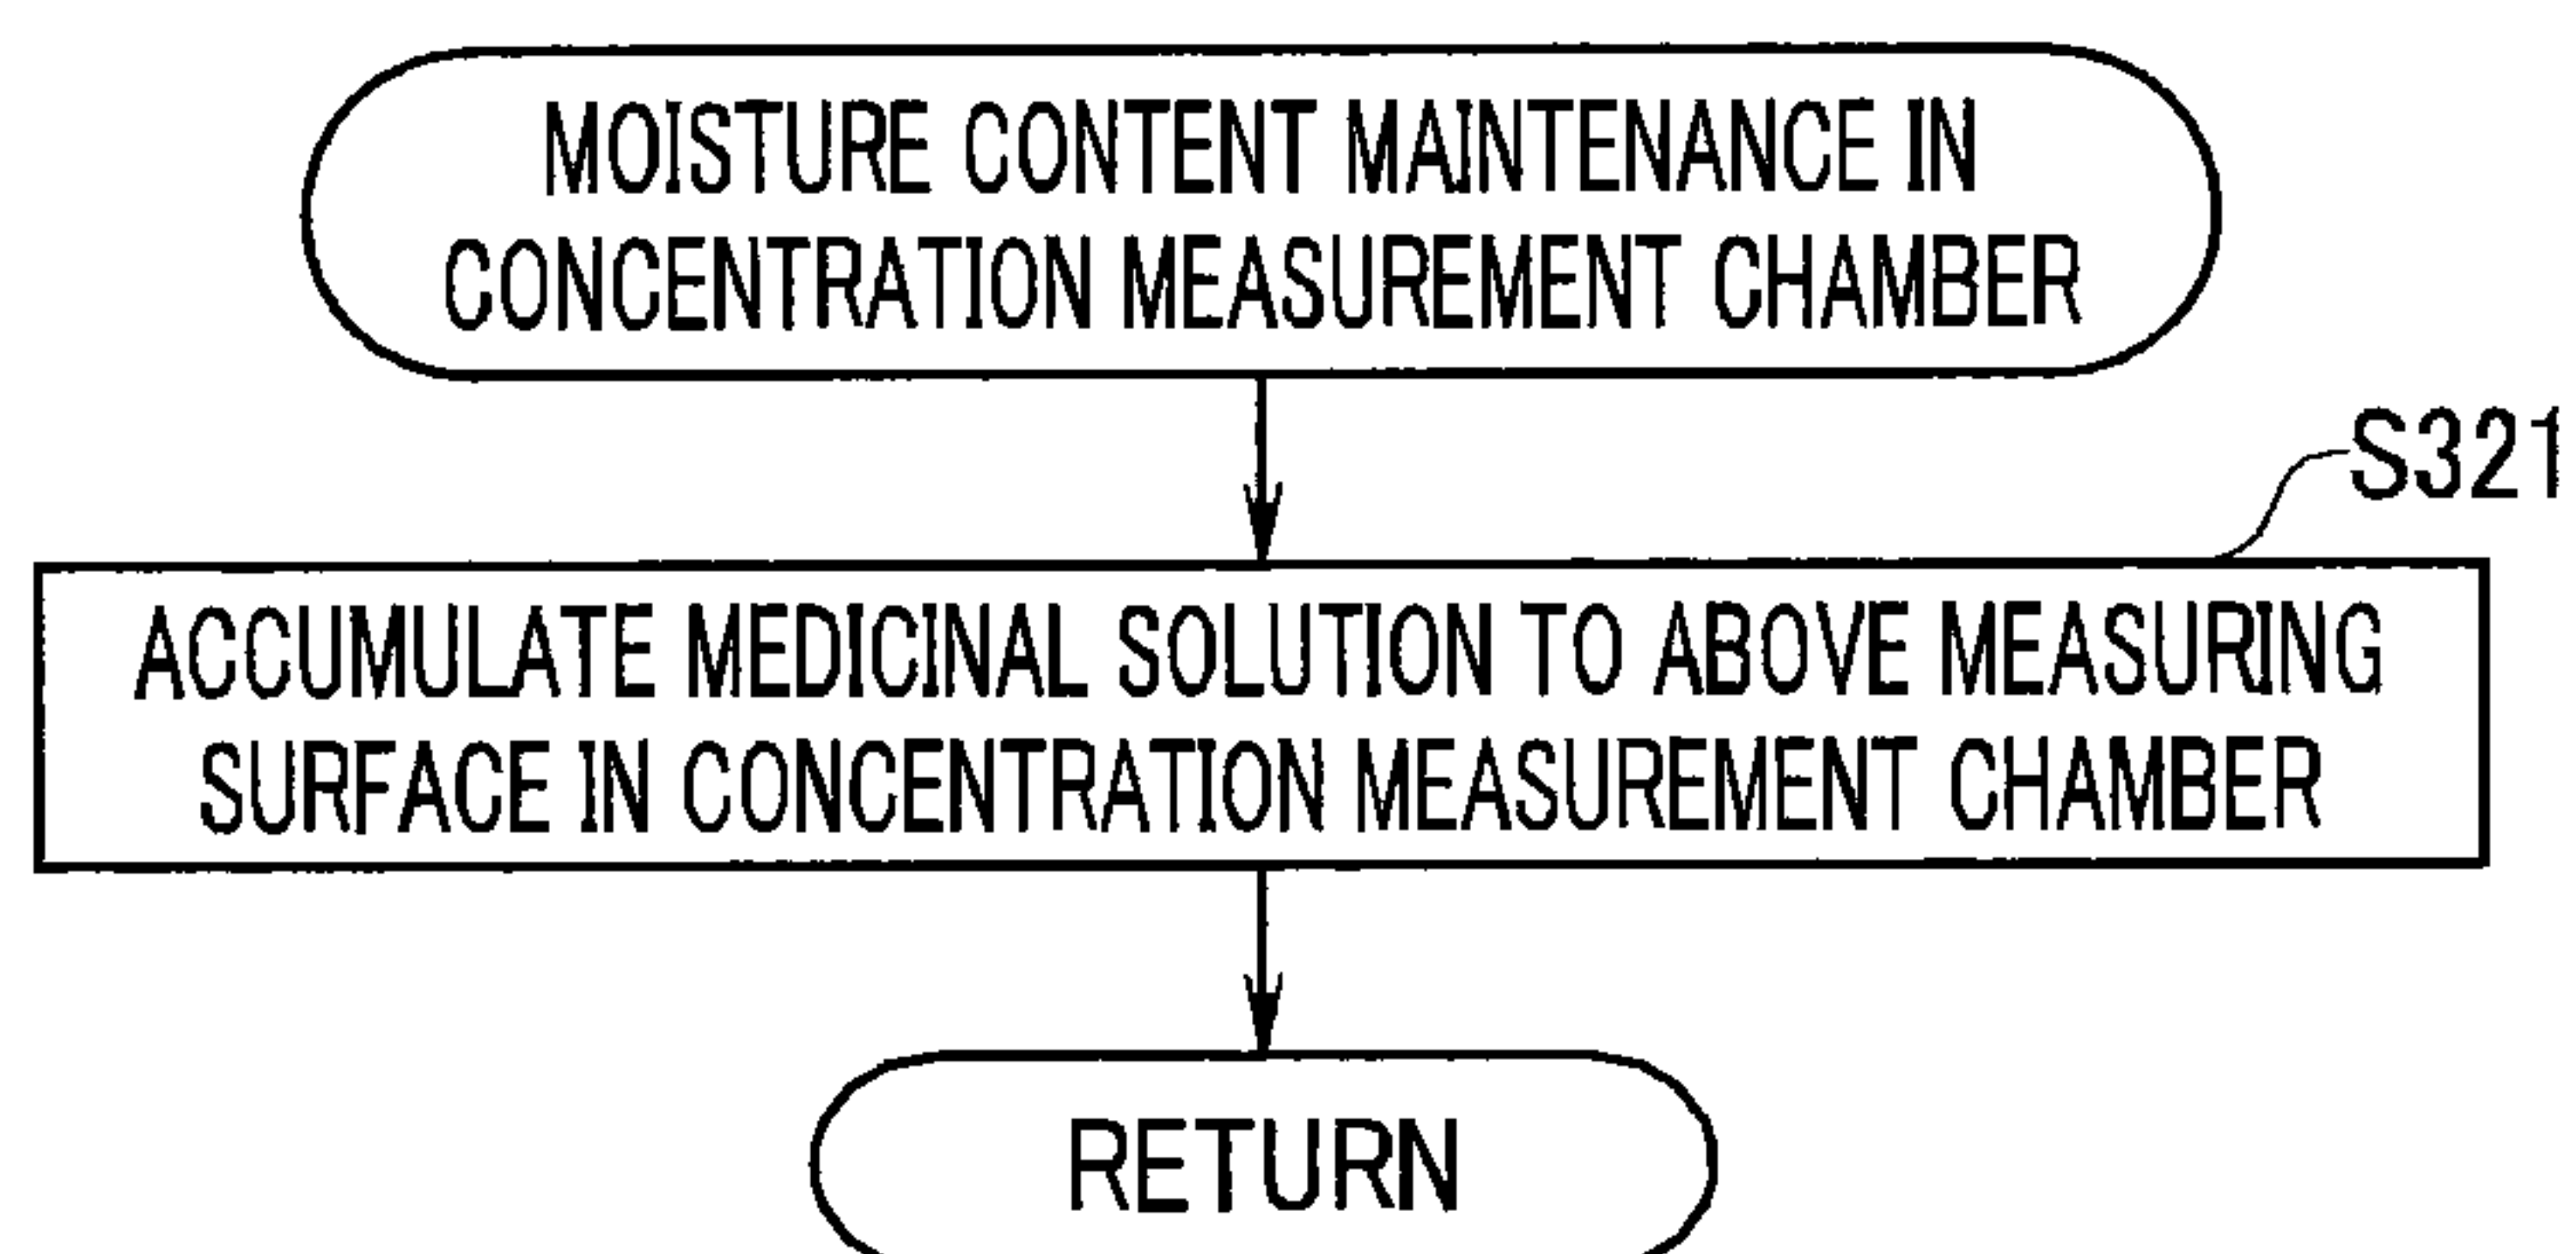 MOISTURE CONTENT MAINTENANCE IN
CONCENTRATION MEASUREMENT CHAMBER
S321
ACCUMULATE MEDICINAL SOLUTION TO ABOVE MEASURING
SURFACE IN CONCENTRATION MEASUREMENT CHAMBER
RETURN